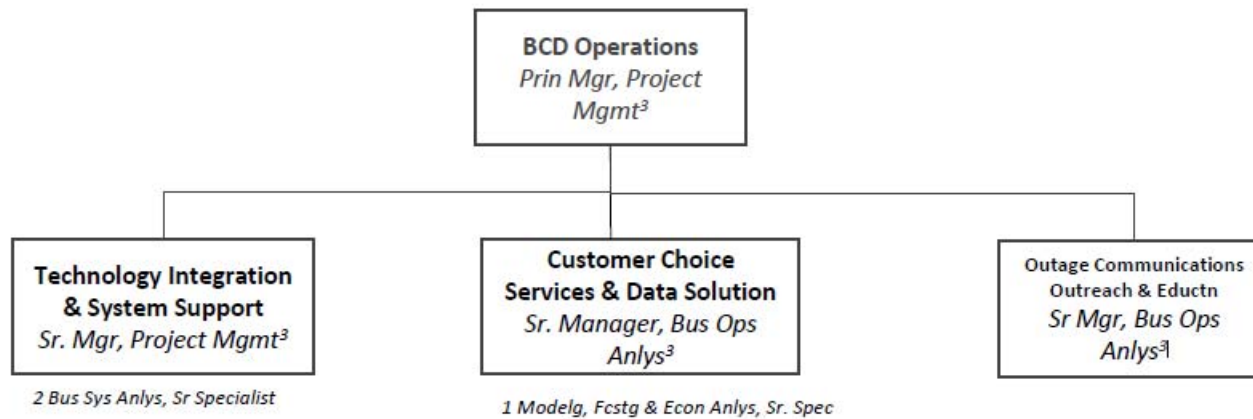 BCD Operations
Prin Mgr, Project
Mgmt³
Technology Integration
& System Support
Sr. Mgr, Project Mgmt³
2 Bus Sys Anlys, Sr Specialist
Customer Choice
Services & Data Solution
Sr. Manager, Bus Ops
Anlys³
1 Modelg, Fcstg & Econ Anlys, Sr. Spec
Outage Communications
Outreach & Eductn
Sr Mgr, Bus Ops
Anlys³